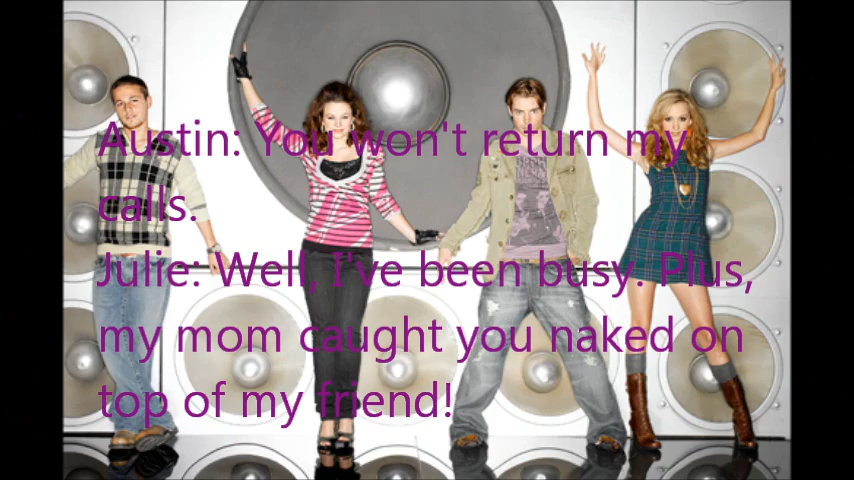 Austin: You won't return my
calls.
Julie: Well, I've been busy. Plus,
my mom caught you naked on
top of my friend!